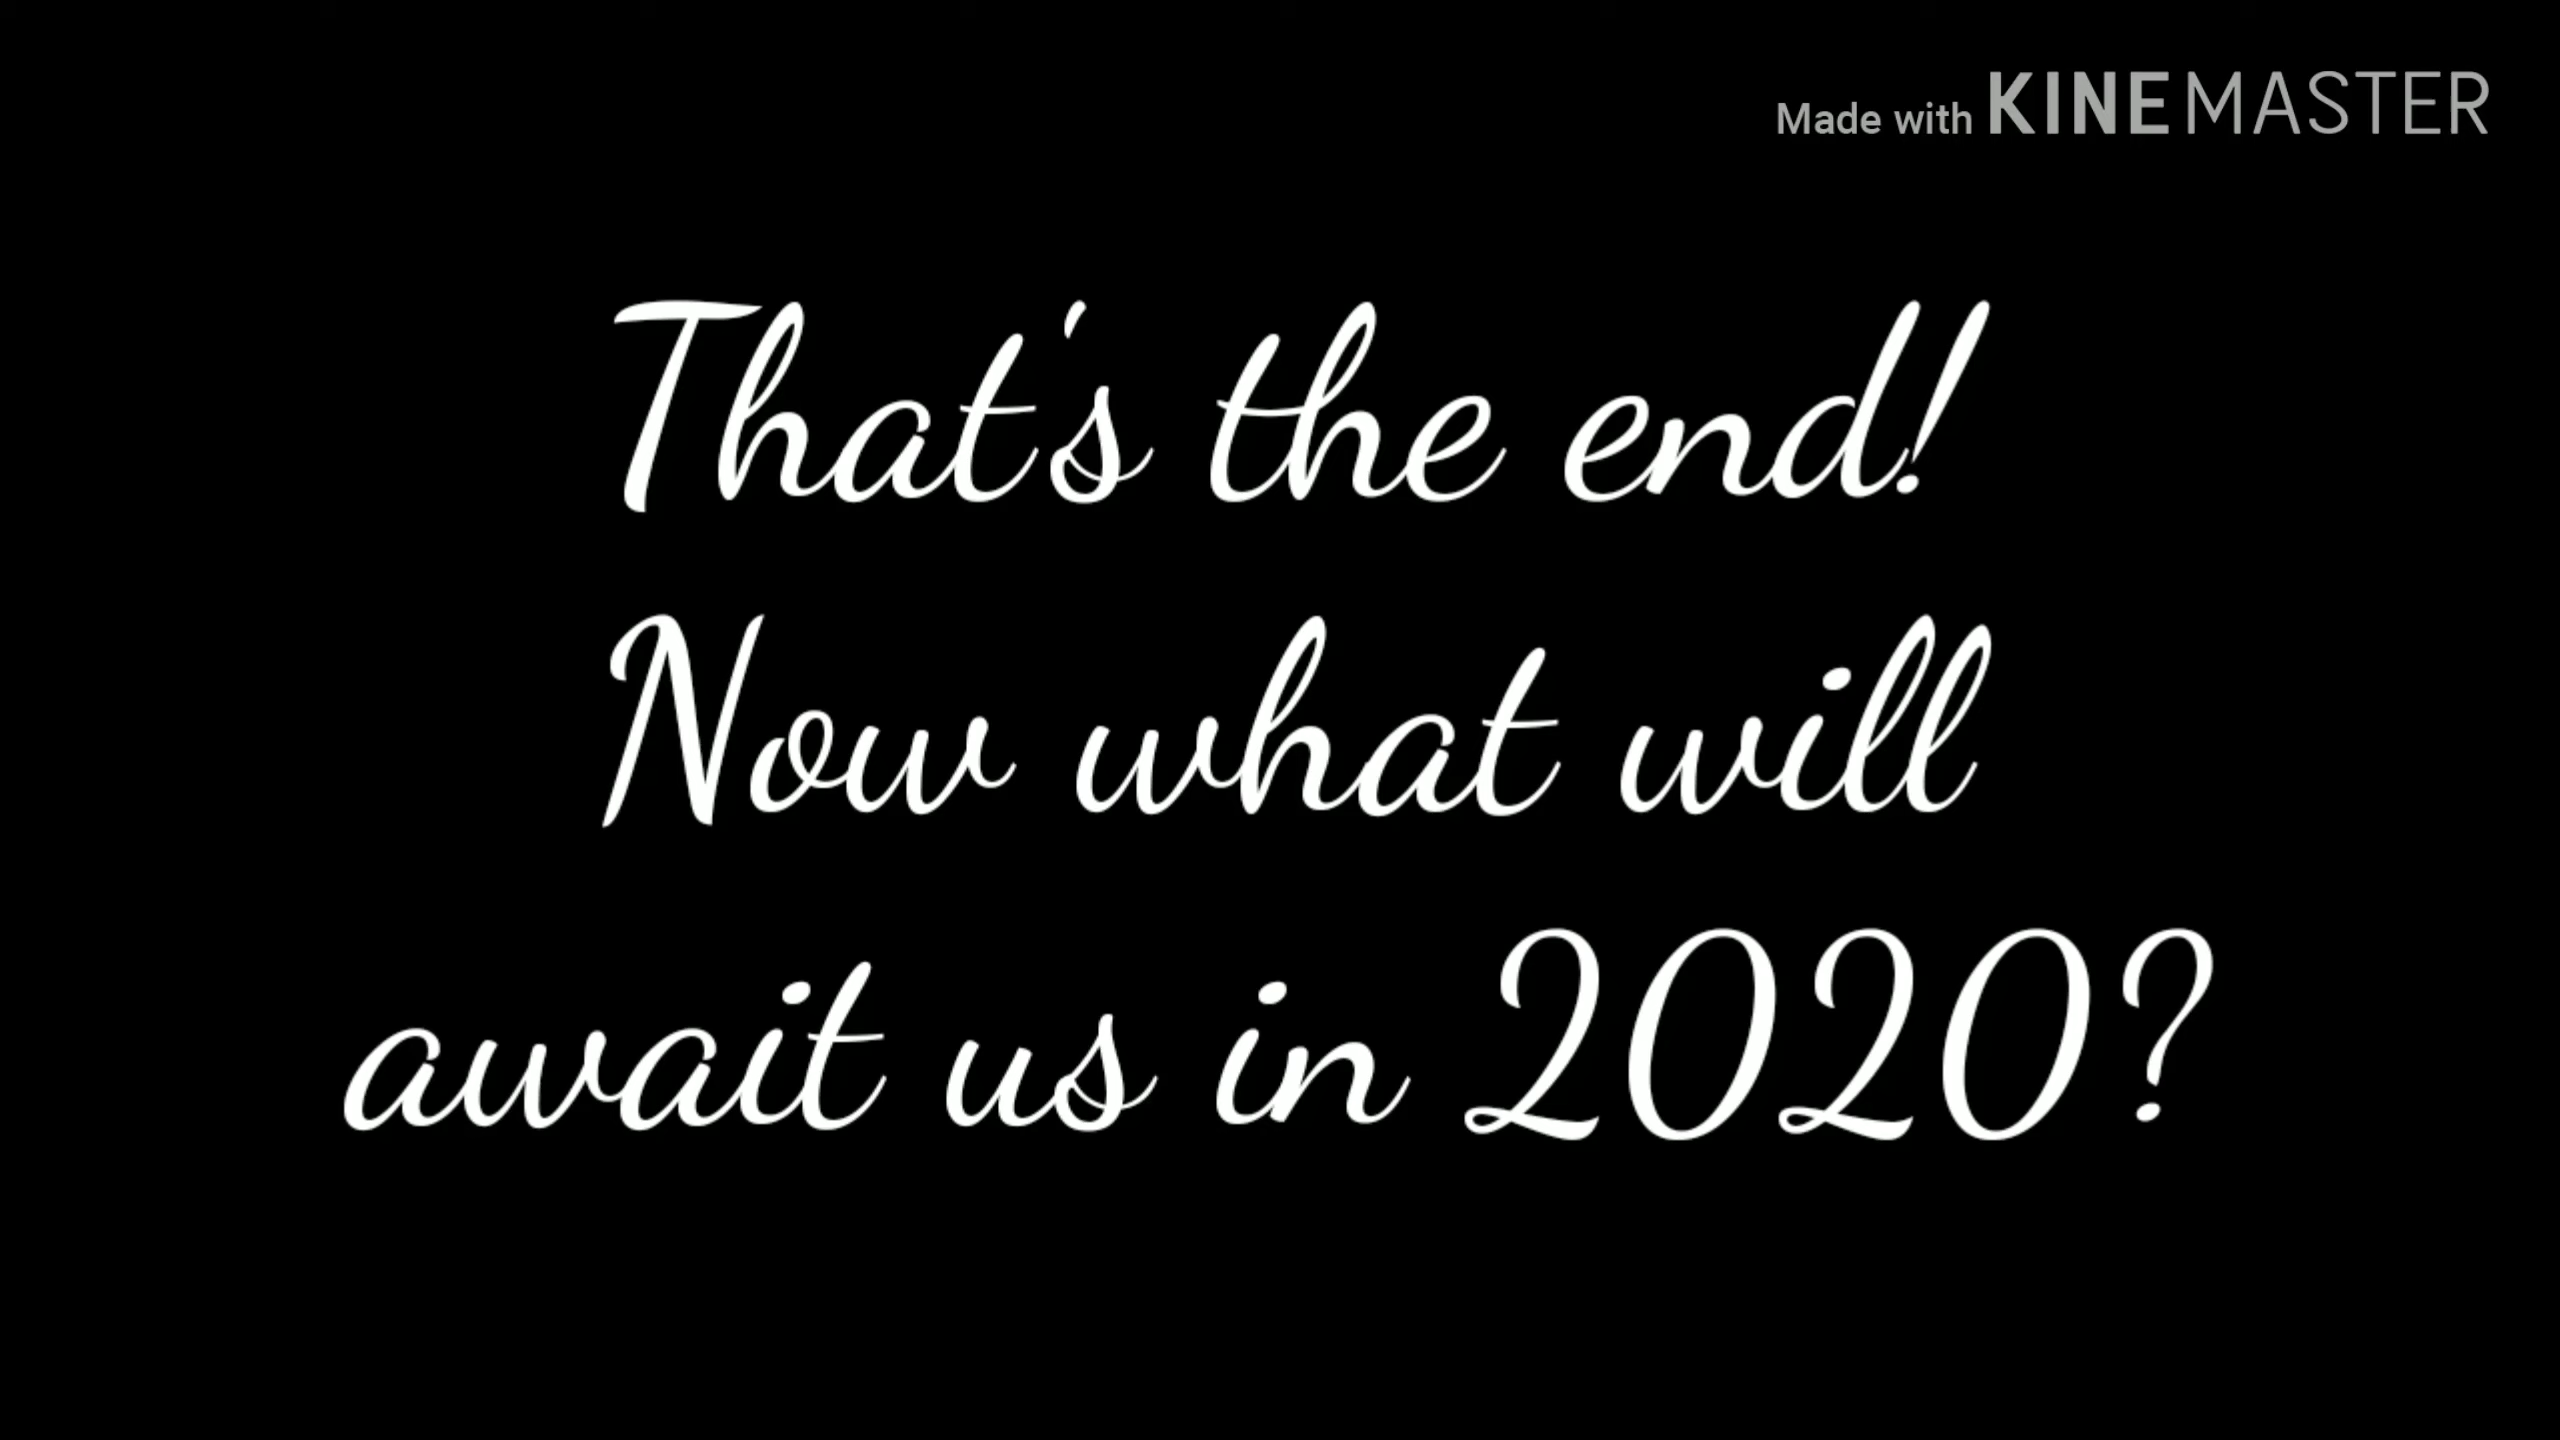 Made with KINEMASTER
That's the end!
Now what will
await us in 2020?